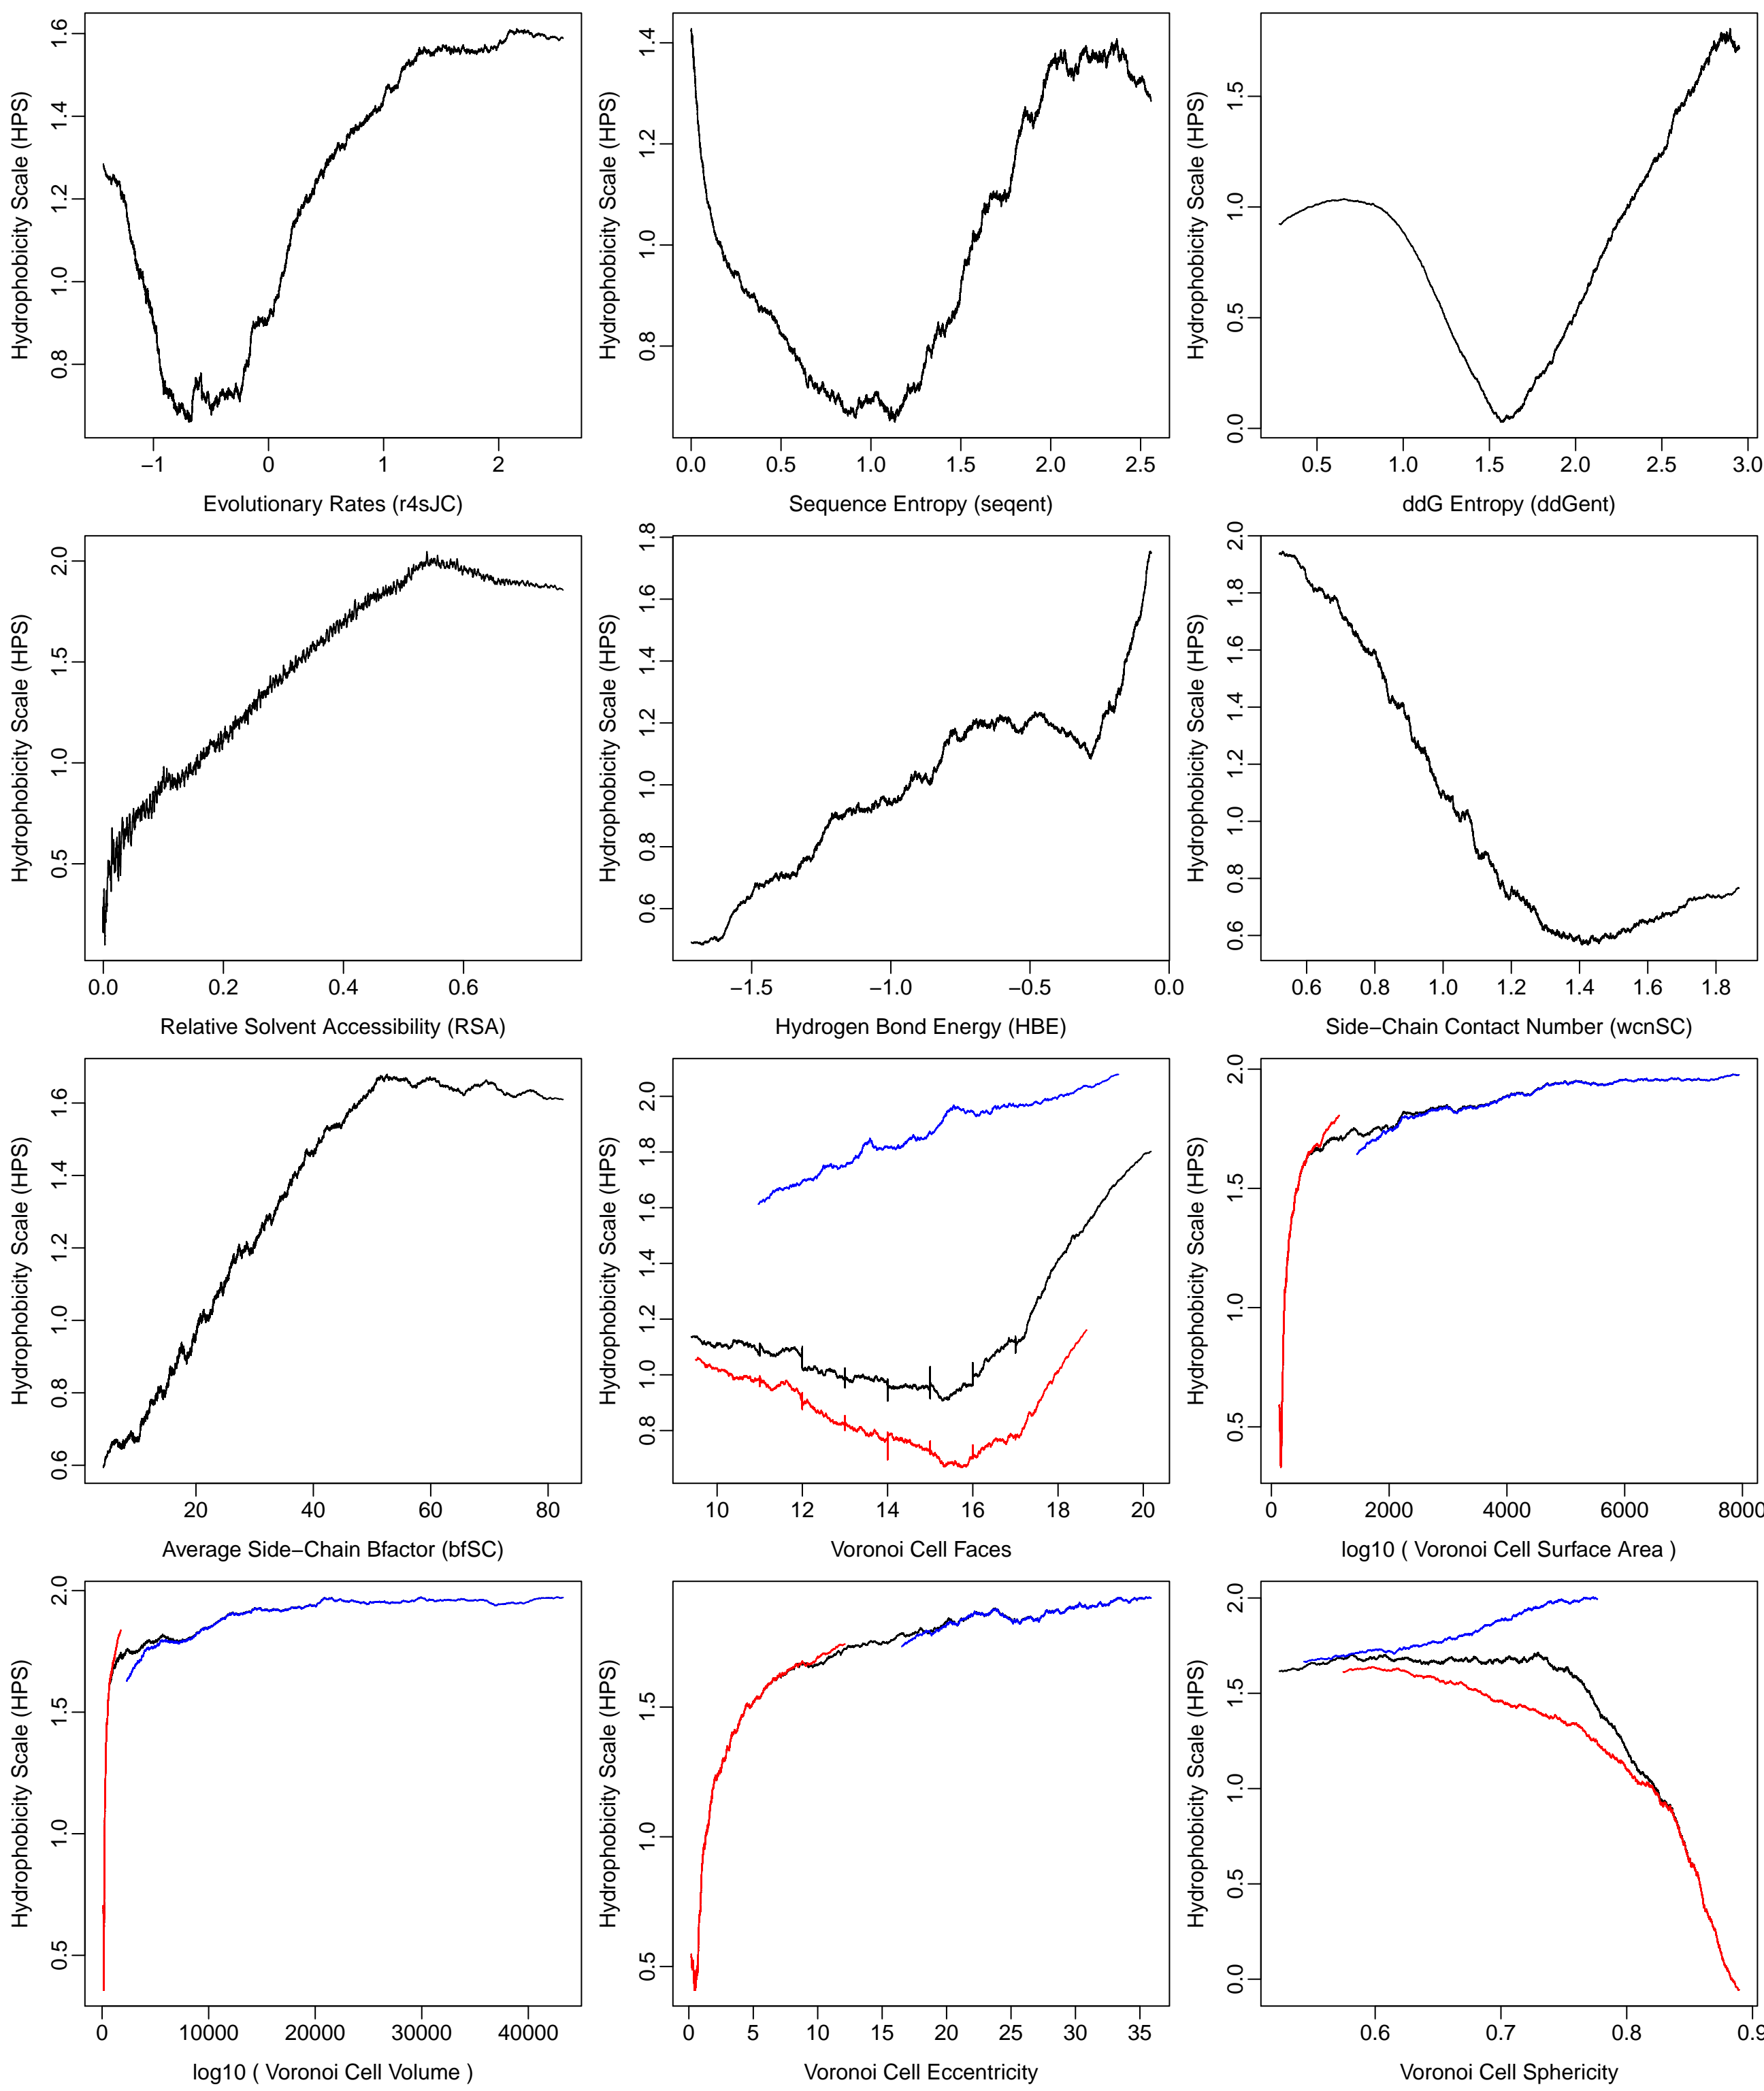 Hydrophobicity Scale (HPS)
0.8 1.0 1.2 1.4 1.6
−1 0 1 2
Evolutionary Rates (r4sJC)
Hydrophobicity Scale (HPS)
0.8 1.0 1.2 1.4
0.0 0.5 1.0 1.5 2.0 2.5
Sequence Entropy (seqent)
Hydrophobicity Scale (HPS)
0.0 0.5 1.0 1.5
0.5 1.0 1.5 2.0 2.5 3.0
ddG Entropy (ddGent)
Hydrophobicity Scale (HPS)
0.5 1.0 1.5 2.0
0.0 0.2 0.4 0.6
Relative Solvent Accessibility (RSA)
Hydrophobicity Scale (HPS)
0.6 0.8 1.0 1.2 1.4 1.6 1.8
−1.5 −1.0 −0.5 0.0
Hydrogen Bond Energy (HBE)
Hydrophobicity Scale (HPS)
0.6 0.8 1.0 1.2 1.4 1.6 1.8 2.0
0.6 0.8 1.0 1.2 1.4 1.6 1.8
Side−Chain Contact Number (wcnSC)
Hydrophobicity Scale (HPS)
0.6 0.8 1.0 1.2 1.4 1.6
20 40 60 80
Average Side−Chain Bfactor (bfSC)
Hydrophobicity Scale (HPS)
0.8 1.0 1.2 1.4 1.6 1.8 2.0
10 12 14 16 18 20
Voronoi Cell Faces
Hydrophobicity Scale (HPS)
0.5 1.0 1.5 2.0
0 2000 4000 6000 8000
log10 ( Voronoi Cell Surface Area )
Hydrophobicity Scale (HPS)
0.5 1.0 1.5 2.0
0 10000 20000 30000 40000
log10 ( Voronoi Cell Volume )
Hydrophobicity Scale (HPS)
0.5 1.0 1.5
0 5 10 15 20 25 30 35
Voronoi Cell Eccentricity
Hydrophobicity Scale (HPS)
0.0 0.5 1.0 1.5 2.0
0.6 0.7 0.8 0.9
Voronoi Cell Sphericity